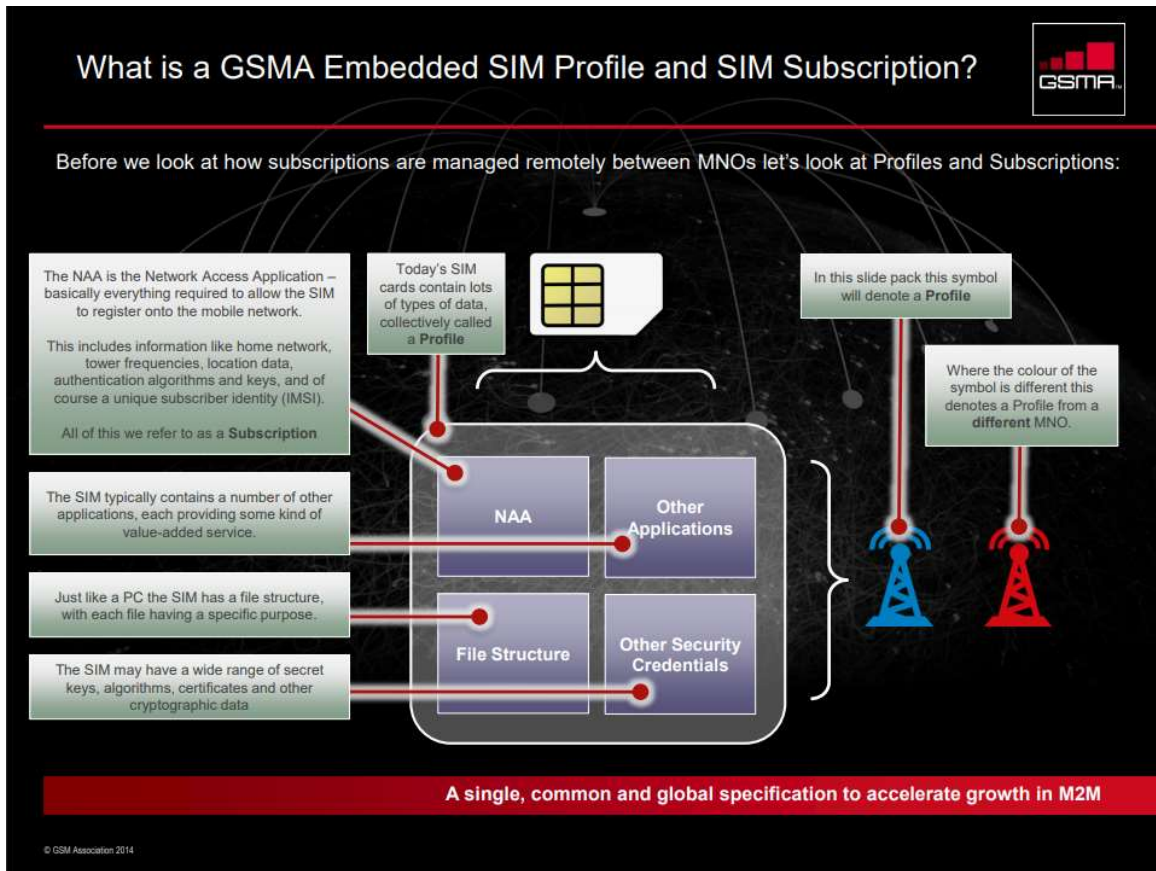 What is a GSMA Embedded SIM Profile and SIM Subscription?
GSMA™
Before we look at how subscriptions are managed remotely between MNOs let's look at Profiles and Subscriptions:
The NAA is the Network Access Application –
basically everything required to allow the SIM
to register onto the mobile network.
This includes information like home network,
tower frequencies, location data,
authentication algorithms and keys, and of
course a unique subscriber identity (IMSI).
All of this we refer to as a Subscription
Today's SIM
cards contain lots
of types of data,
collectively called
a Profile
In this slide pack this symbol
will denote a Profile
Where the colour of the
symbol is different this
denotes a Profile from a
different MNO.
The SIM typically contains a number of other
applications, each providing some kind of
value-added service.
Just like a PC the SIM has a file structure,
with each file having a specific purpose.
The SIM may have a wide range of secret
keys, algorithms, certificates and other
cryptographic data
NAA
Other
Applications
File Structure
Other Security
Credentials
A single, common and global specification to accelerate growth in M2M
© GSM Association 2014